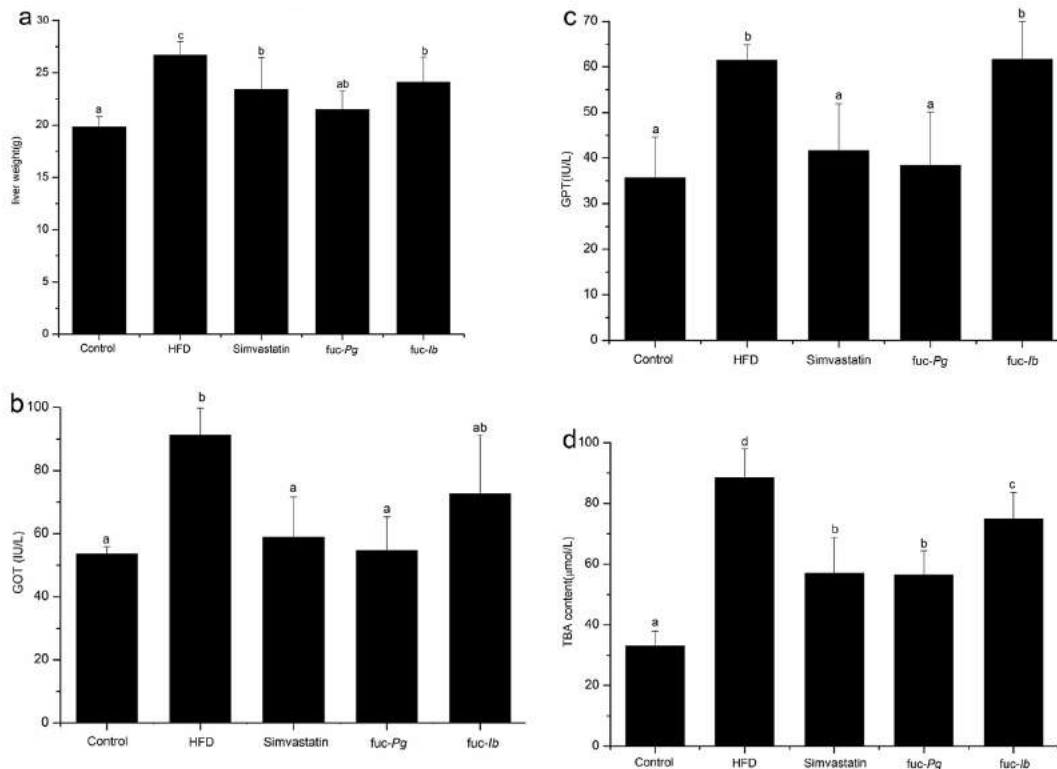 a
liver weight(g)
30
25
20
15
10
5
0
a
c
b
ab
b
Control
HFD
Simvastatin
fuc-Pg
fuc-Ib
c
GPT(IU/L)
70
60
50
40
30
20
10
0
a
b
a
a
b
Control
HFD
Simvastatin
fuc-Pg
fuc-Ib
b
GOT (IU/L)
100
80
60
40
20
0
a
b
a
a
ab
Control
HFD
Simvastatin
fuc-Pg
fuc-Ib
d
TBA content(μmol/L)
100
80
60
40
20
0
a
d
b
b
c
Control
HFD
Simvastatin
fuc-Pg
fuc-Ib